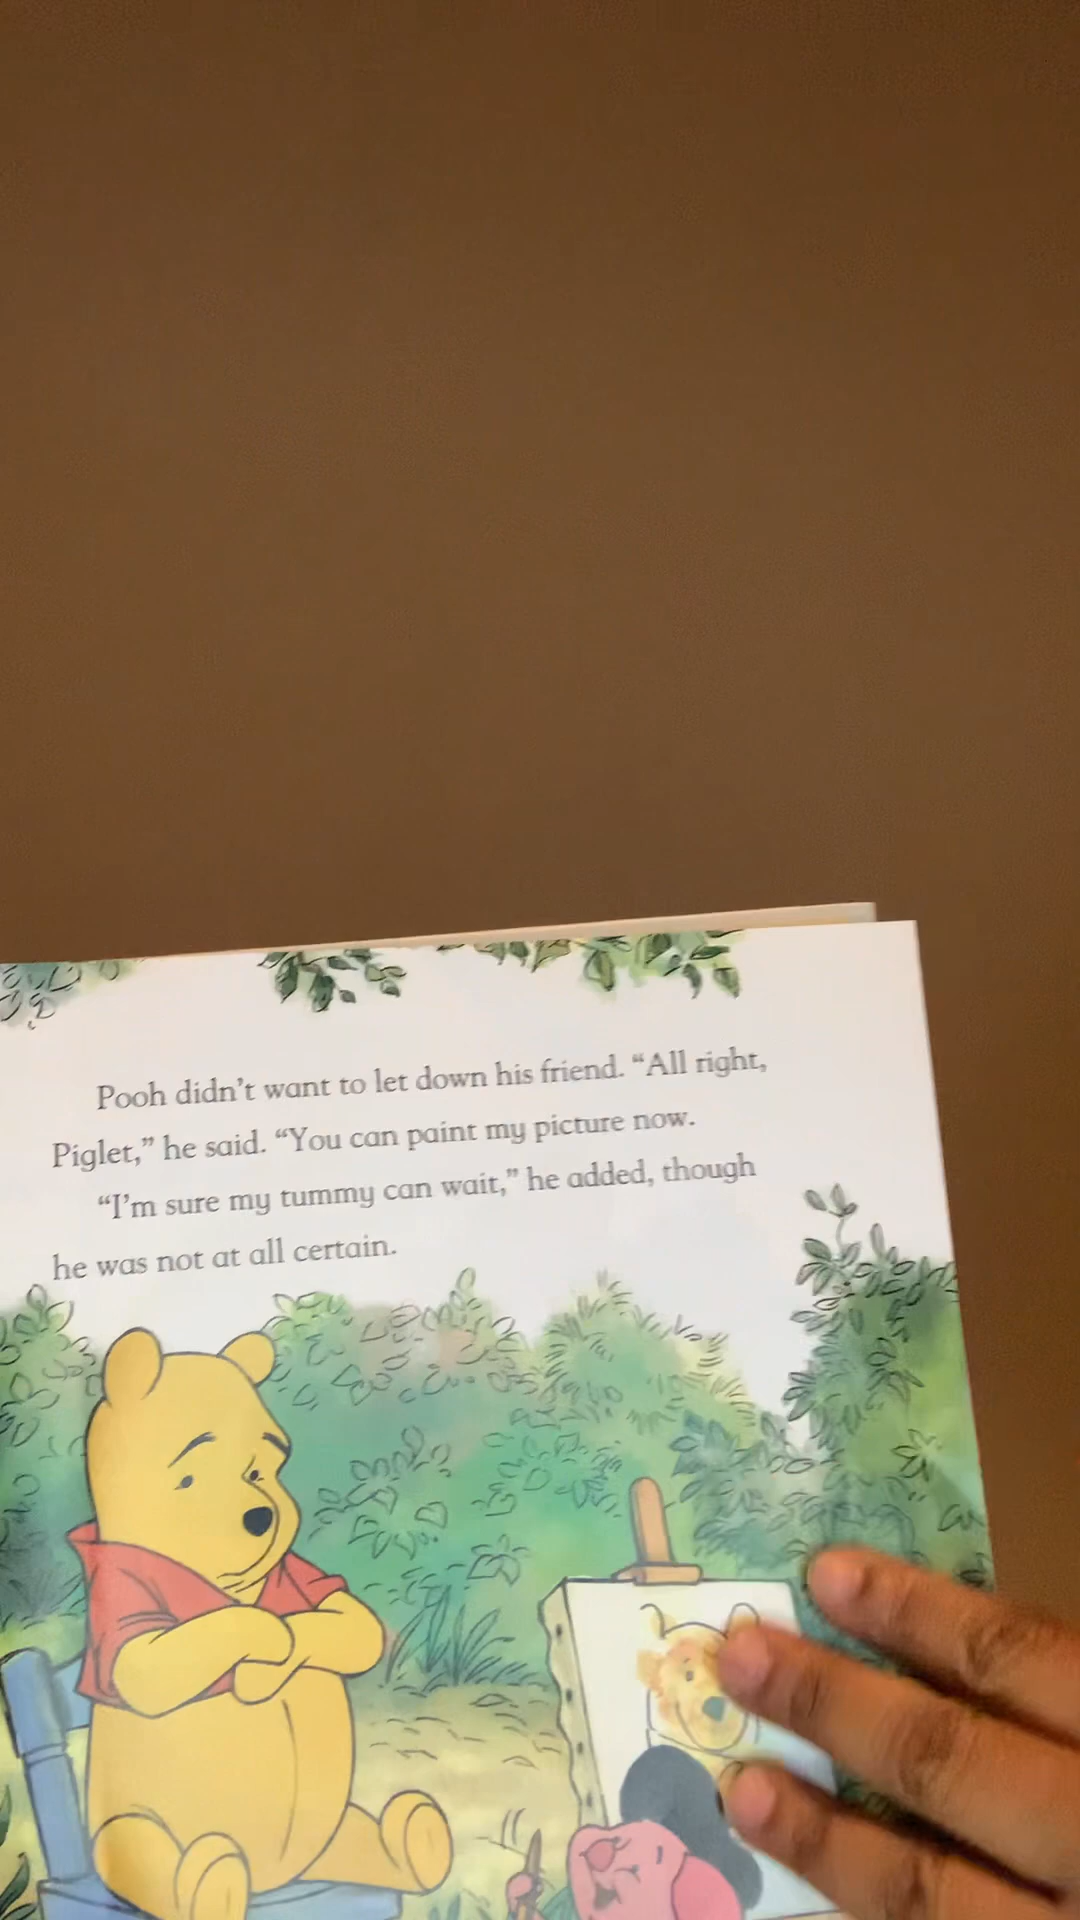 Pooh didn't want to let down his friend. “All right,
Piglet,” he said. “You can paint my picture now.
“I'm sure my tummy can wait,” he added, though
he was not at all certain.